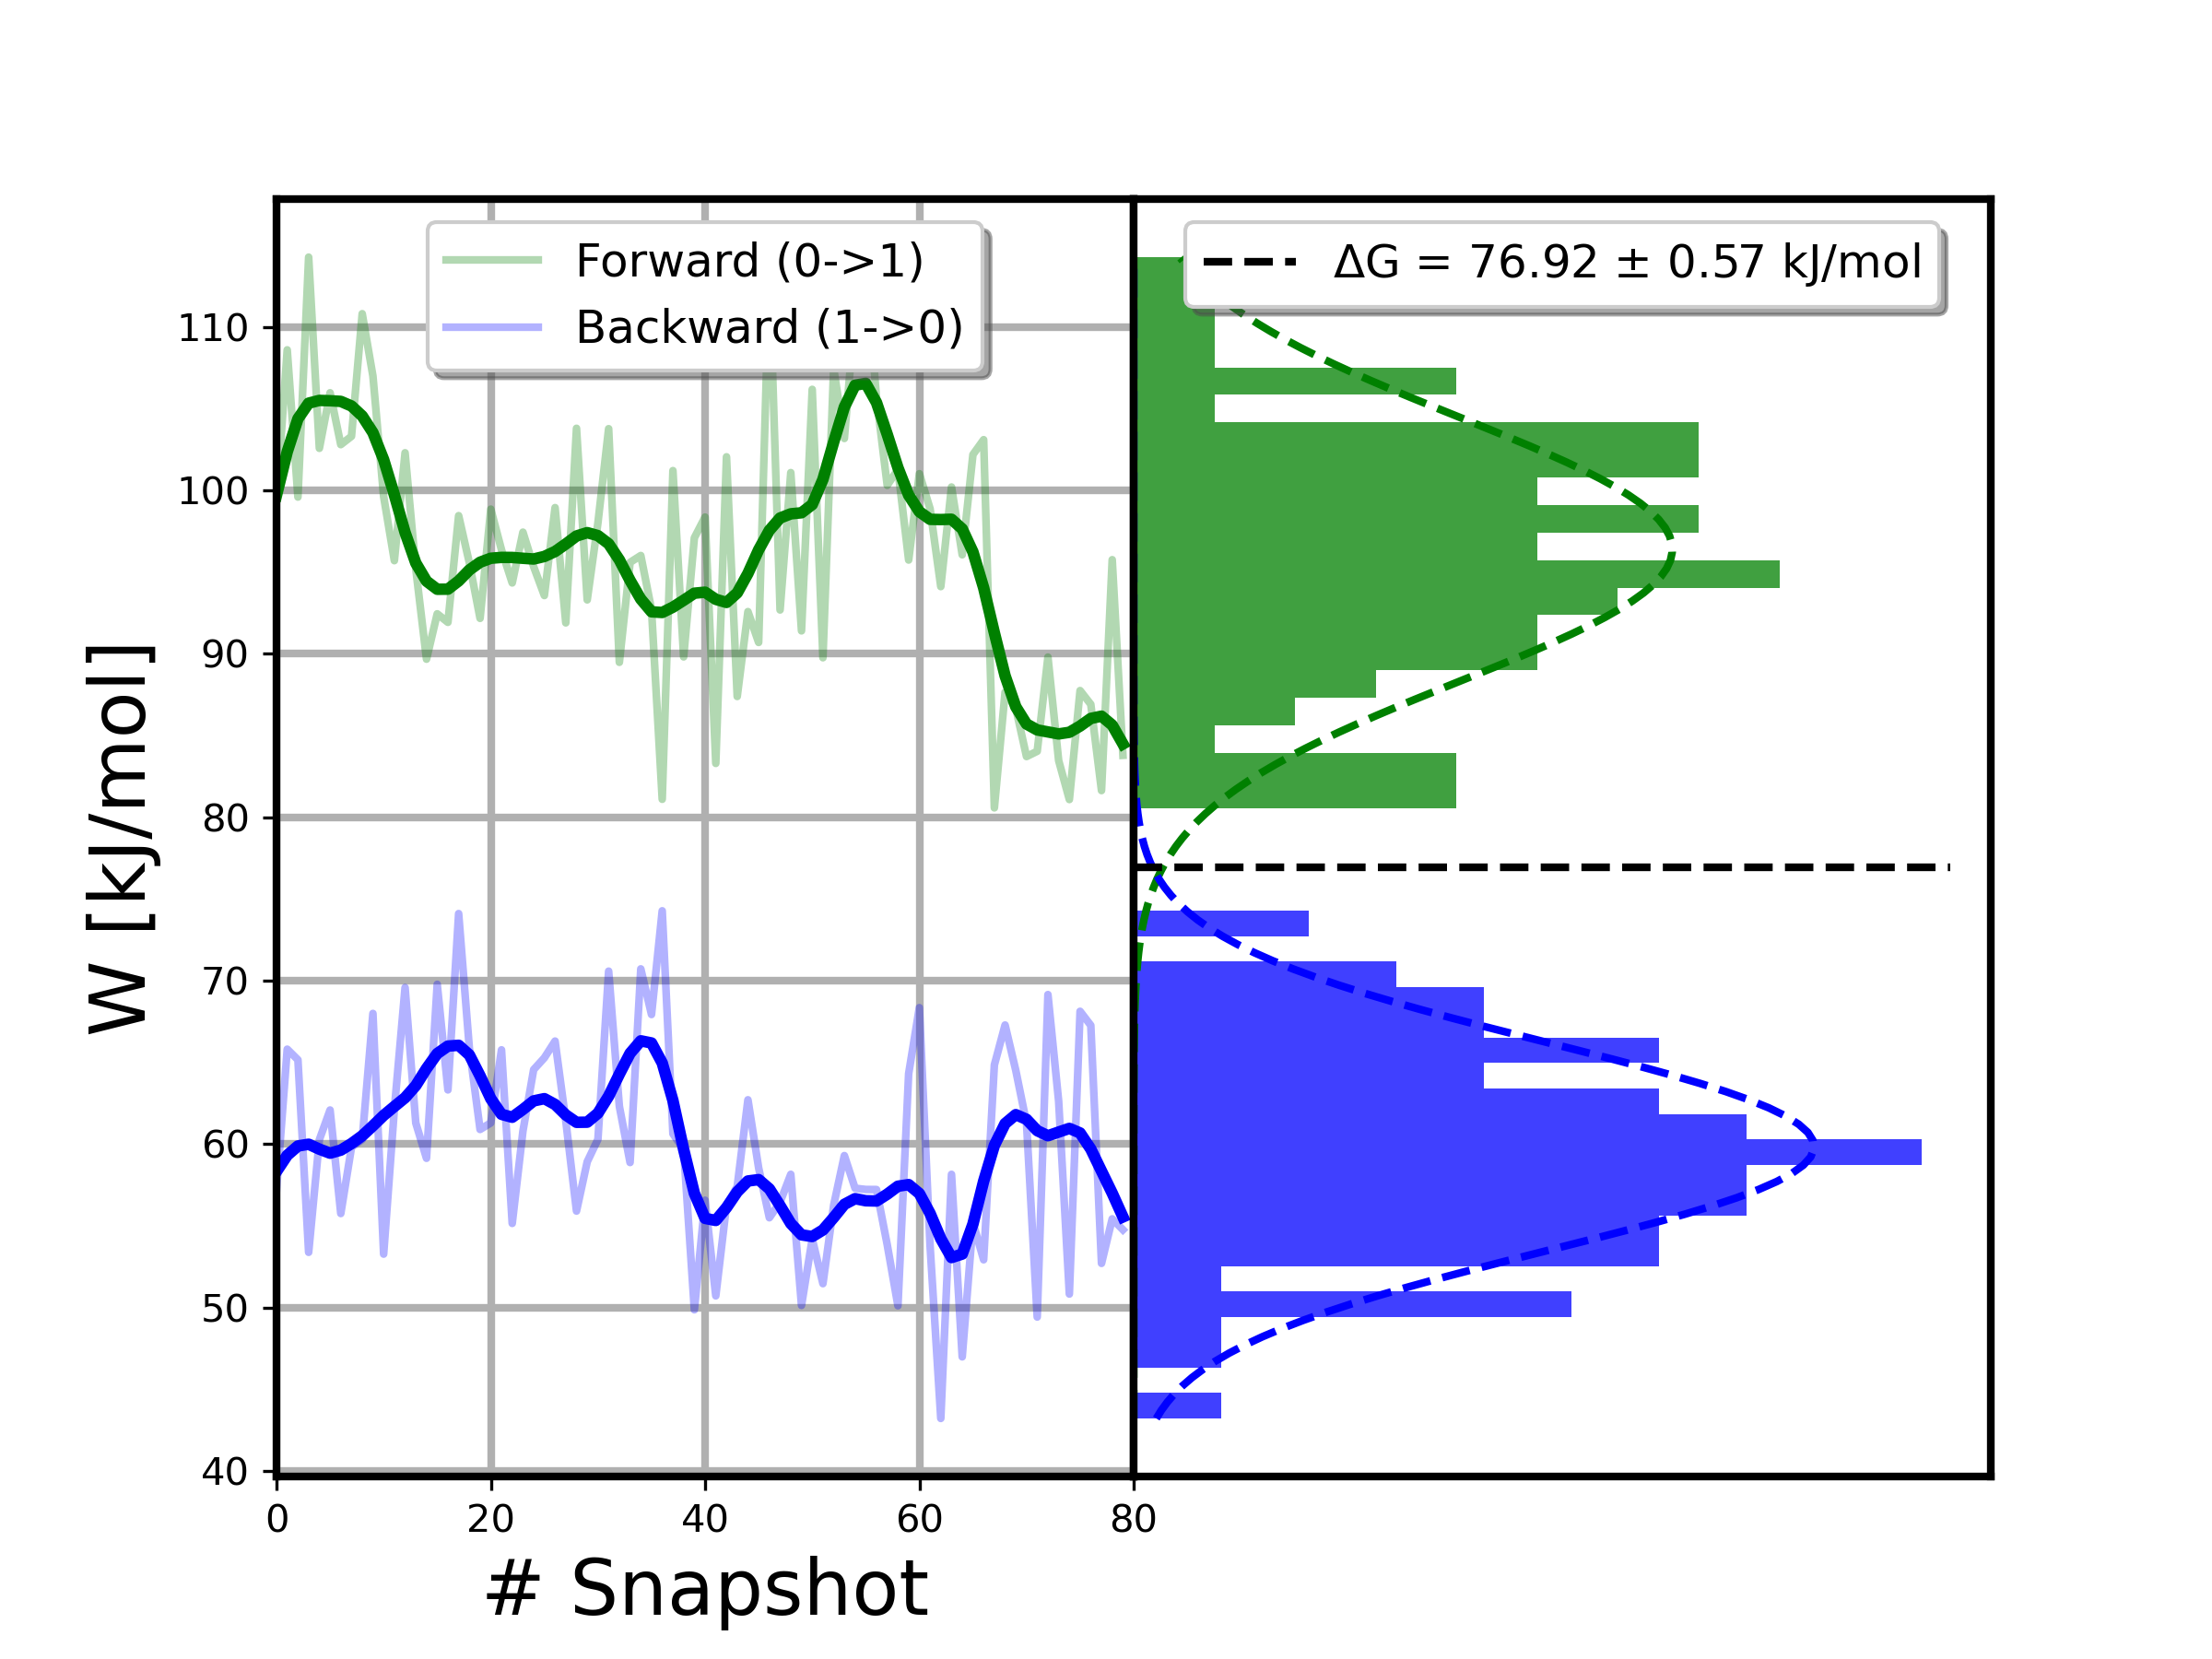 Forward (0->1)
Backward (1->0)
ΔG = 76.92 ± 0.57 kJ/mol
W [kJ/mol]
110
100
90
80
70
60
50
40
0 20 40 60 80
# Snapshot